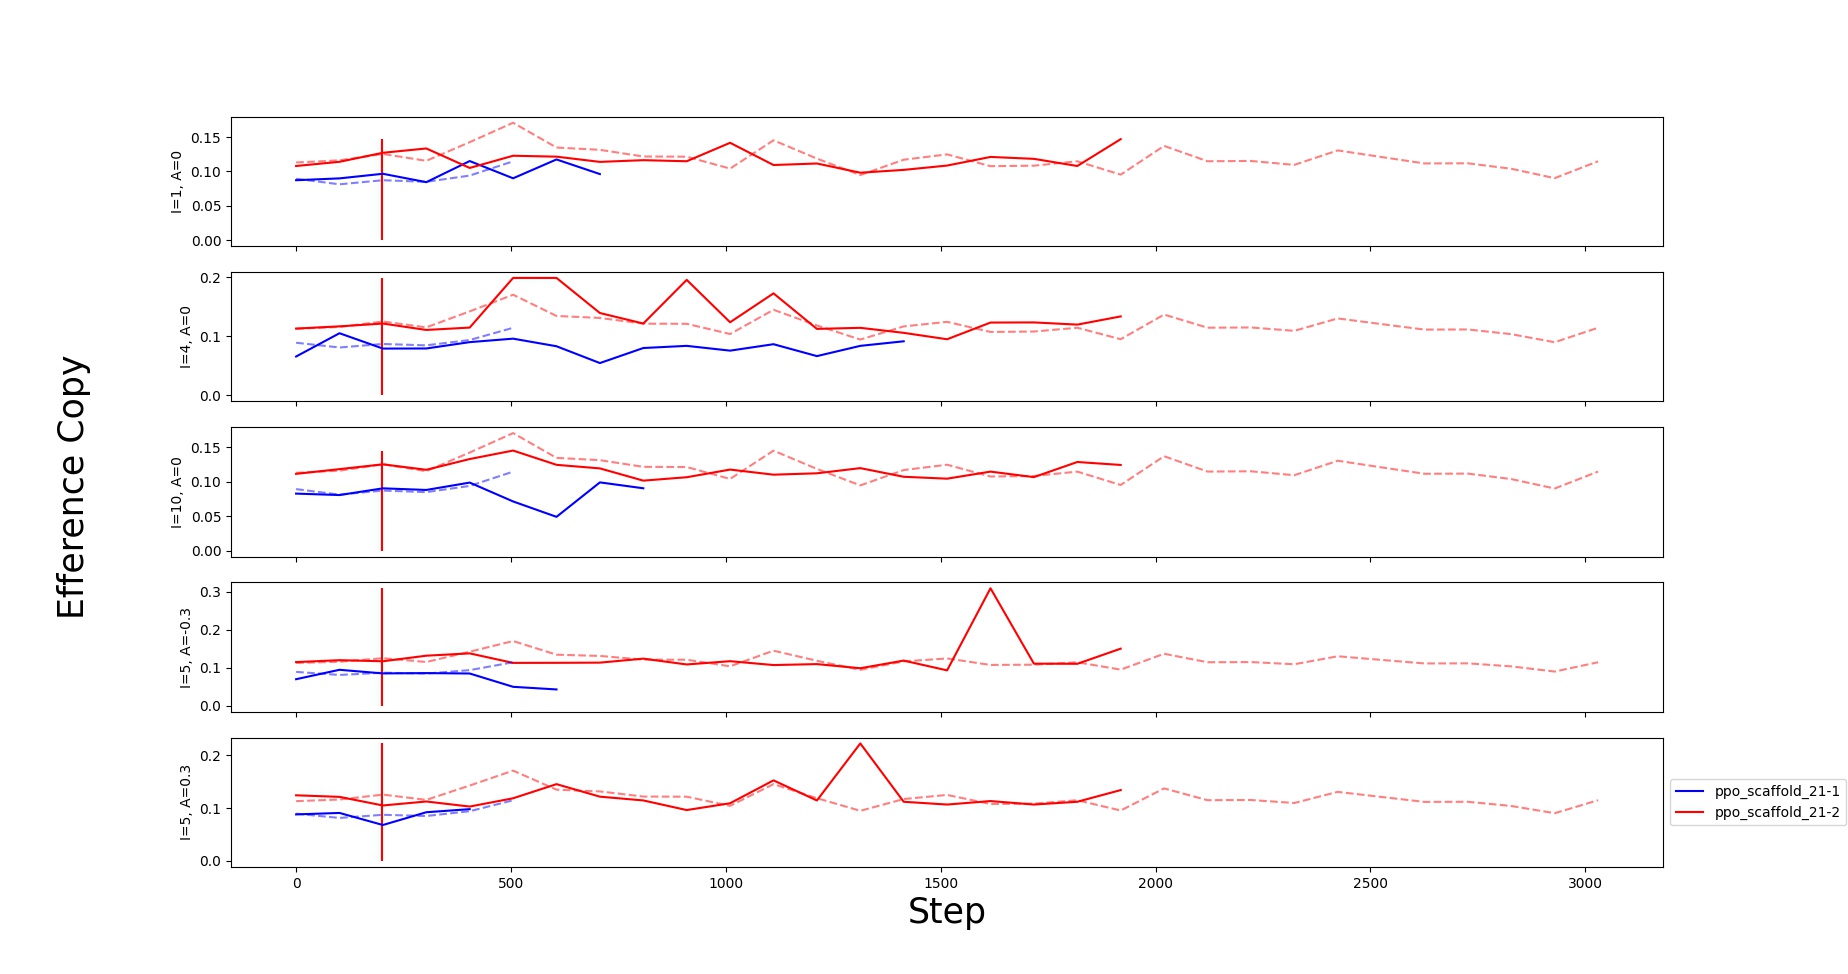 Efference Copy
I=1, A=0
0.15
0.10
0.05
0.00
I=4, A=0
0.2
0.1
0.0
I=10, A=0
0.15
0.10
0.05
0.00
I=5, A=-0.3
0.3
0.2
0.1
0.0
I=5, A=0.3
0.2
0.1
0.0
0 500 1000 1500 2000 2500 3000
Step
ppo_scaffold_21-1
ppo_scaffold_21-2